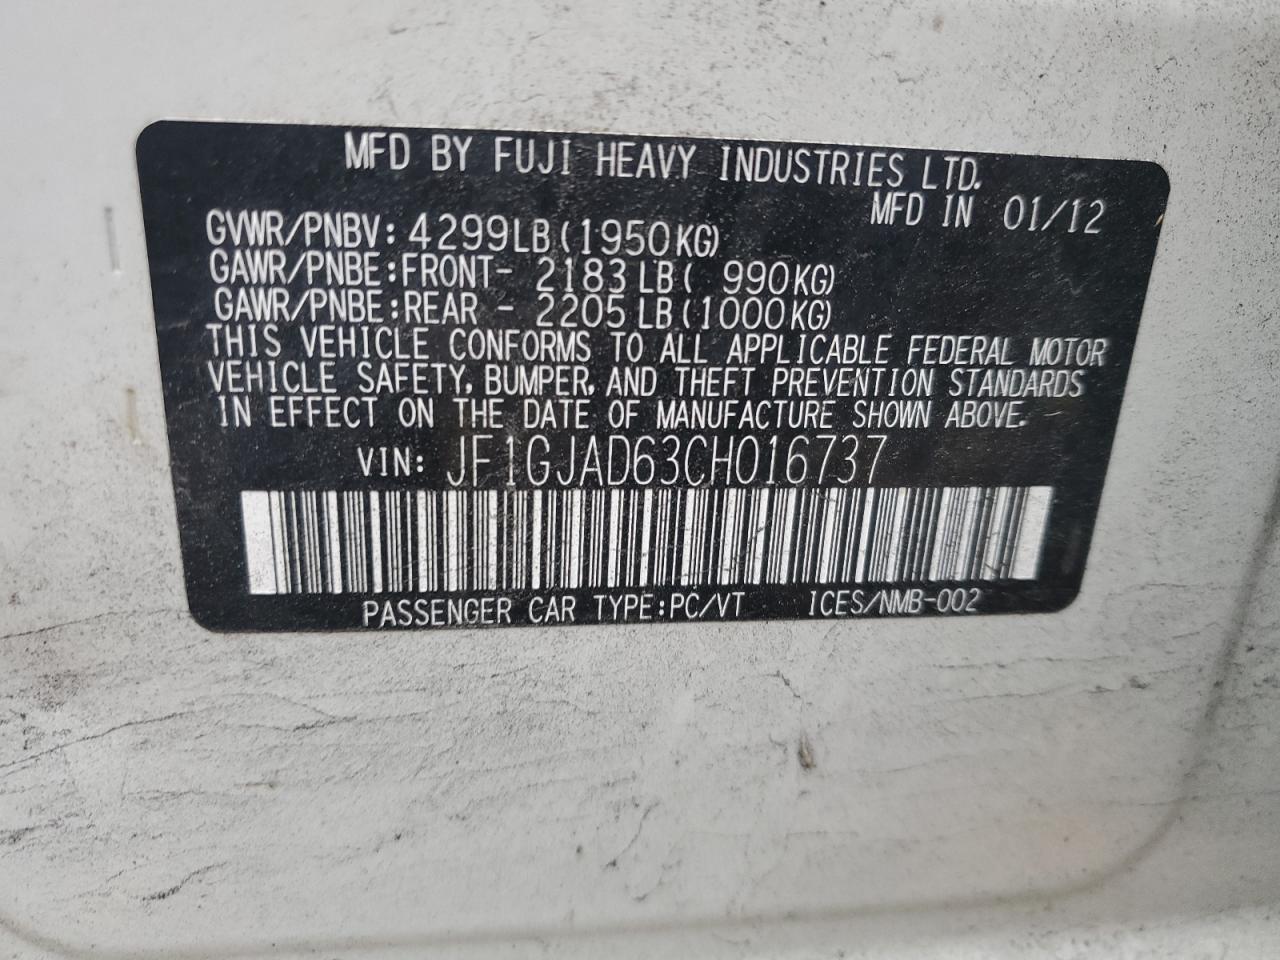 MFD BY FUJI HEAVY INDUSTRIES LTD.
MFD IN 01/12
GVWR/PNBV: 4299LB(1950KG)
GAWR/PNBE:FRONT- 2183LB( 990KG)
GAWR/PNBE:REAR - 2205LB(1000KG)
THIS VEHICLE CONFORMS TO ALL APPLICABLE FEDERAL MOTOR
VEHICLE SAFETY, BUMPER, AND THEFT PREVENTION STANDARDS
IN EFFECT ON THE DATE OF MANUFACTURE SHOWN ABOVE.
VIN: JF1GJAD63CH016737
PASSENGER CAR TYPE:PC/VT ICES/NMB-002